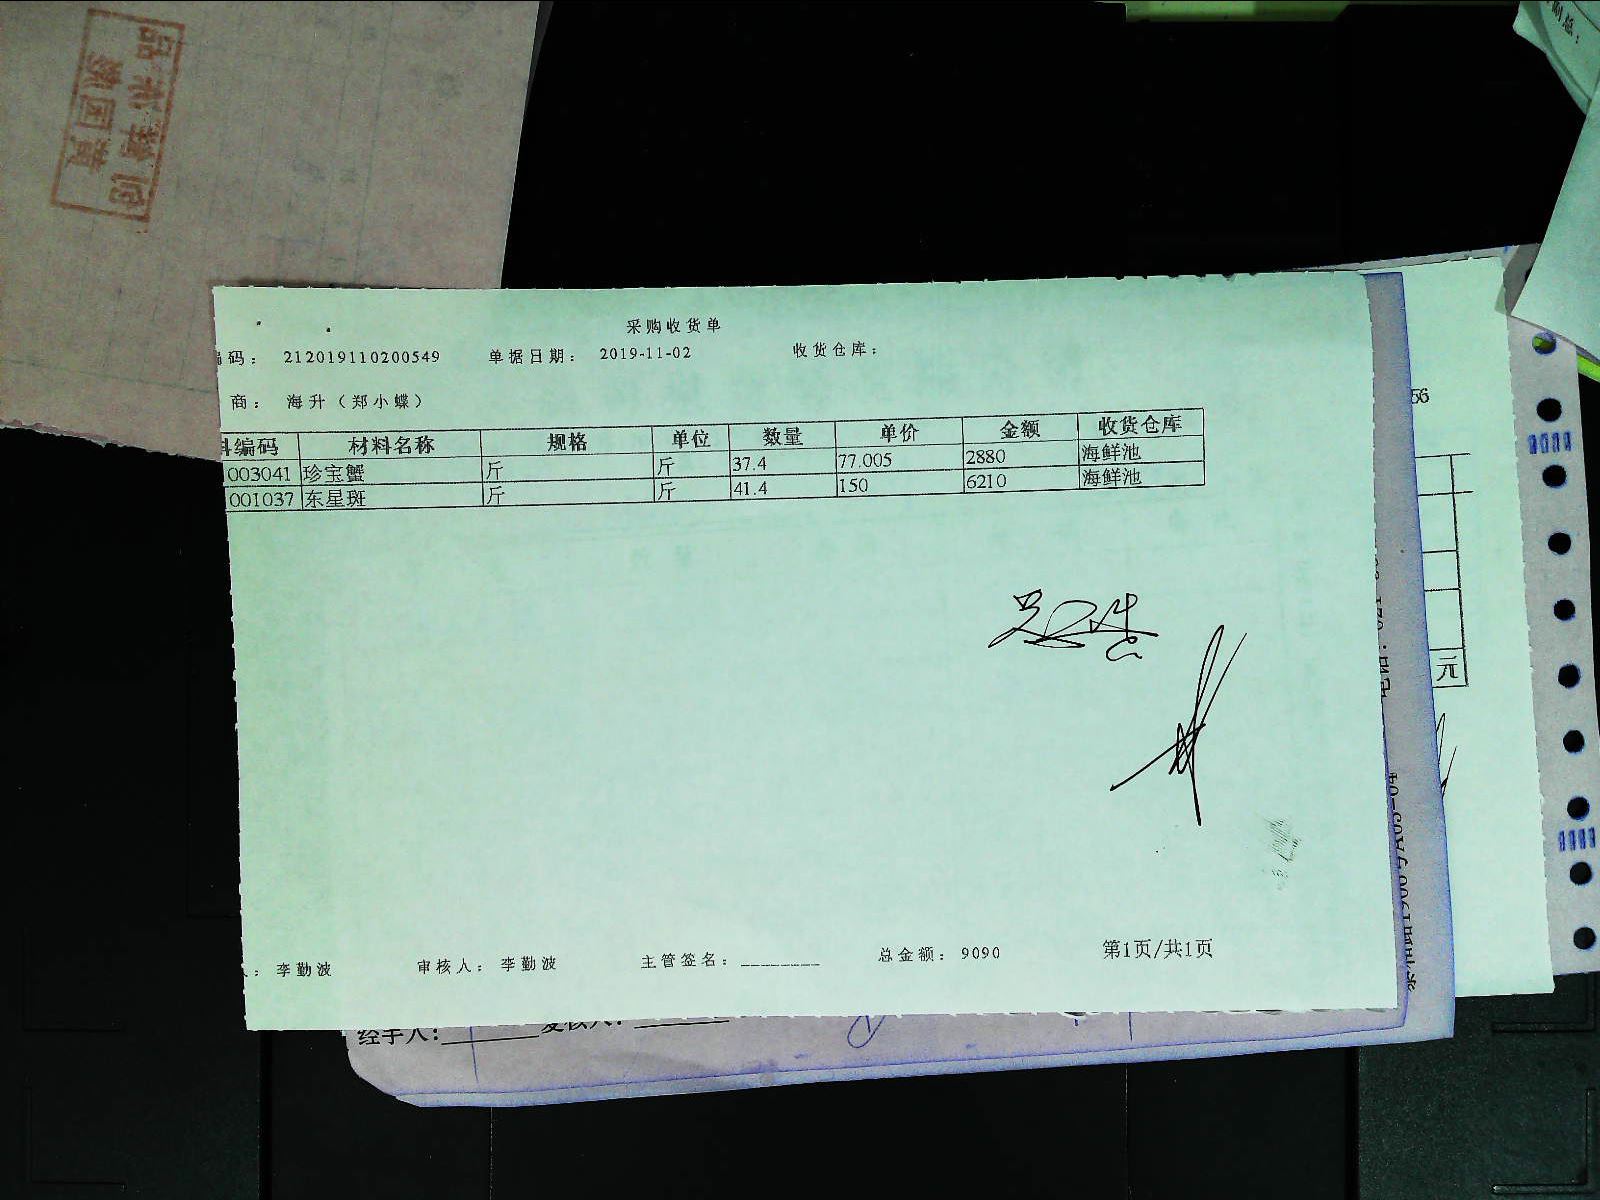 采购收货单
码： 212019110200549 单据日期： 2019-11-02 收货仓库：
商： 海升（郑小蝶）
编码 材料名称 规格 单位 数量 单价 金额 收货仓库
003041 珍宝蟹 斤 斤 37.4 77.005 2880 海鲜池
001037 东星斑 斤 斤 41.4 150 6210 海鲜池
： 李勤波 审核人： 李勤波 主管签名：________ 总金额： 9090 第1页/共1页
经手人：
56
元